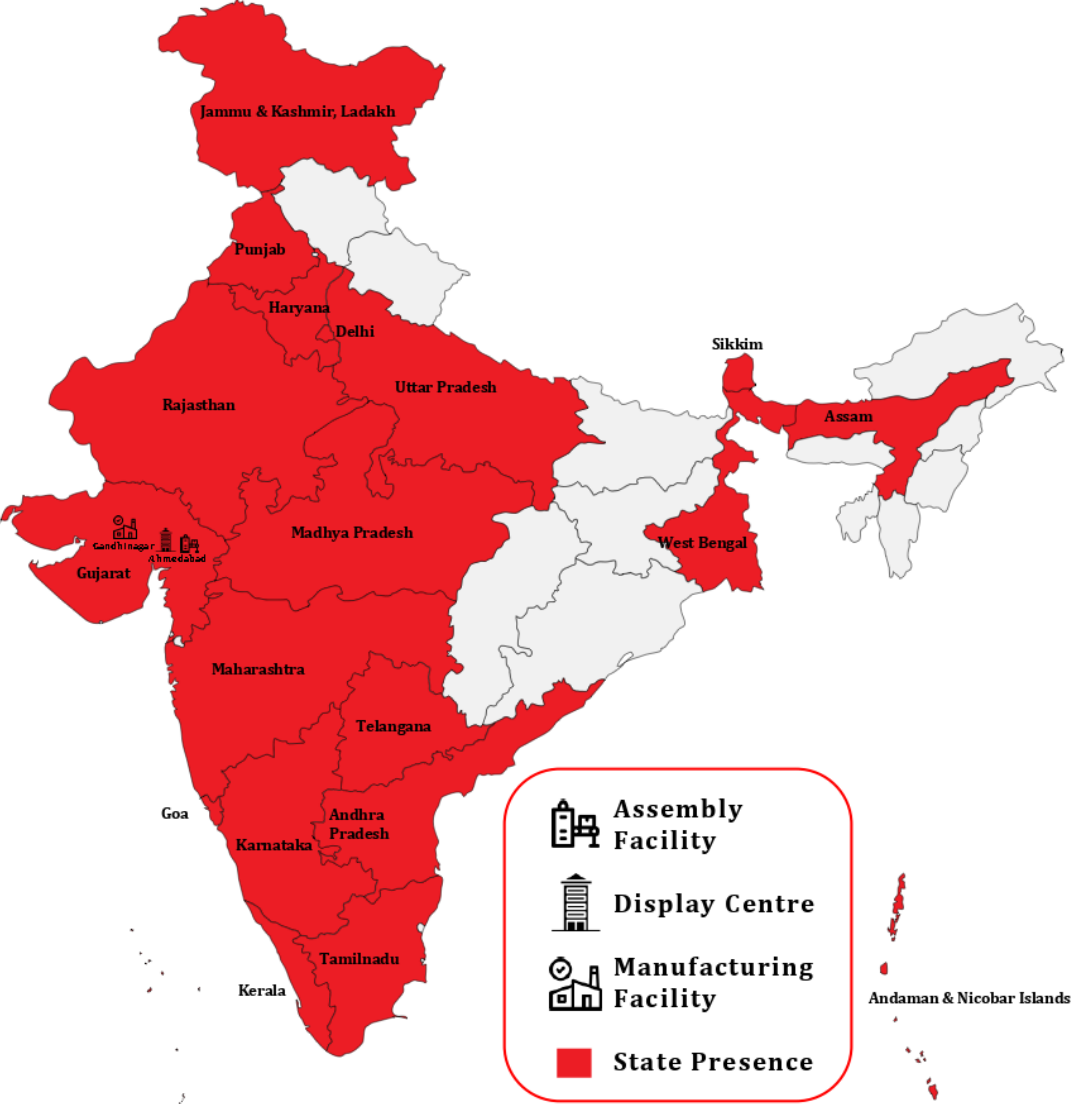 Jammu & Kashmir, Ladakh
Punjab
Haryana
Delhi
Sikkim
Uttar Pradesh
Rajasthan
Assam
Madhya Pradesh
West Bengal
Gandhinagar
Ahmedabad
Gujarat
Maharashtra
Telangana
Goa
Andhra
Pradesh
Karnataka
Tamilnadu
Kerala
Andaman & Nicobar Islands
Assembly
Facility
Display Centre
Manufacturing
Facility
State Presence